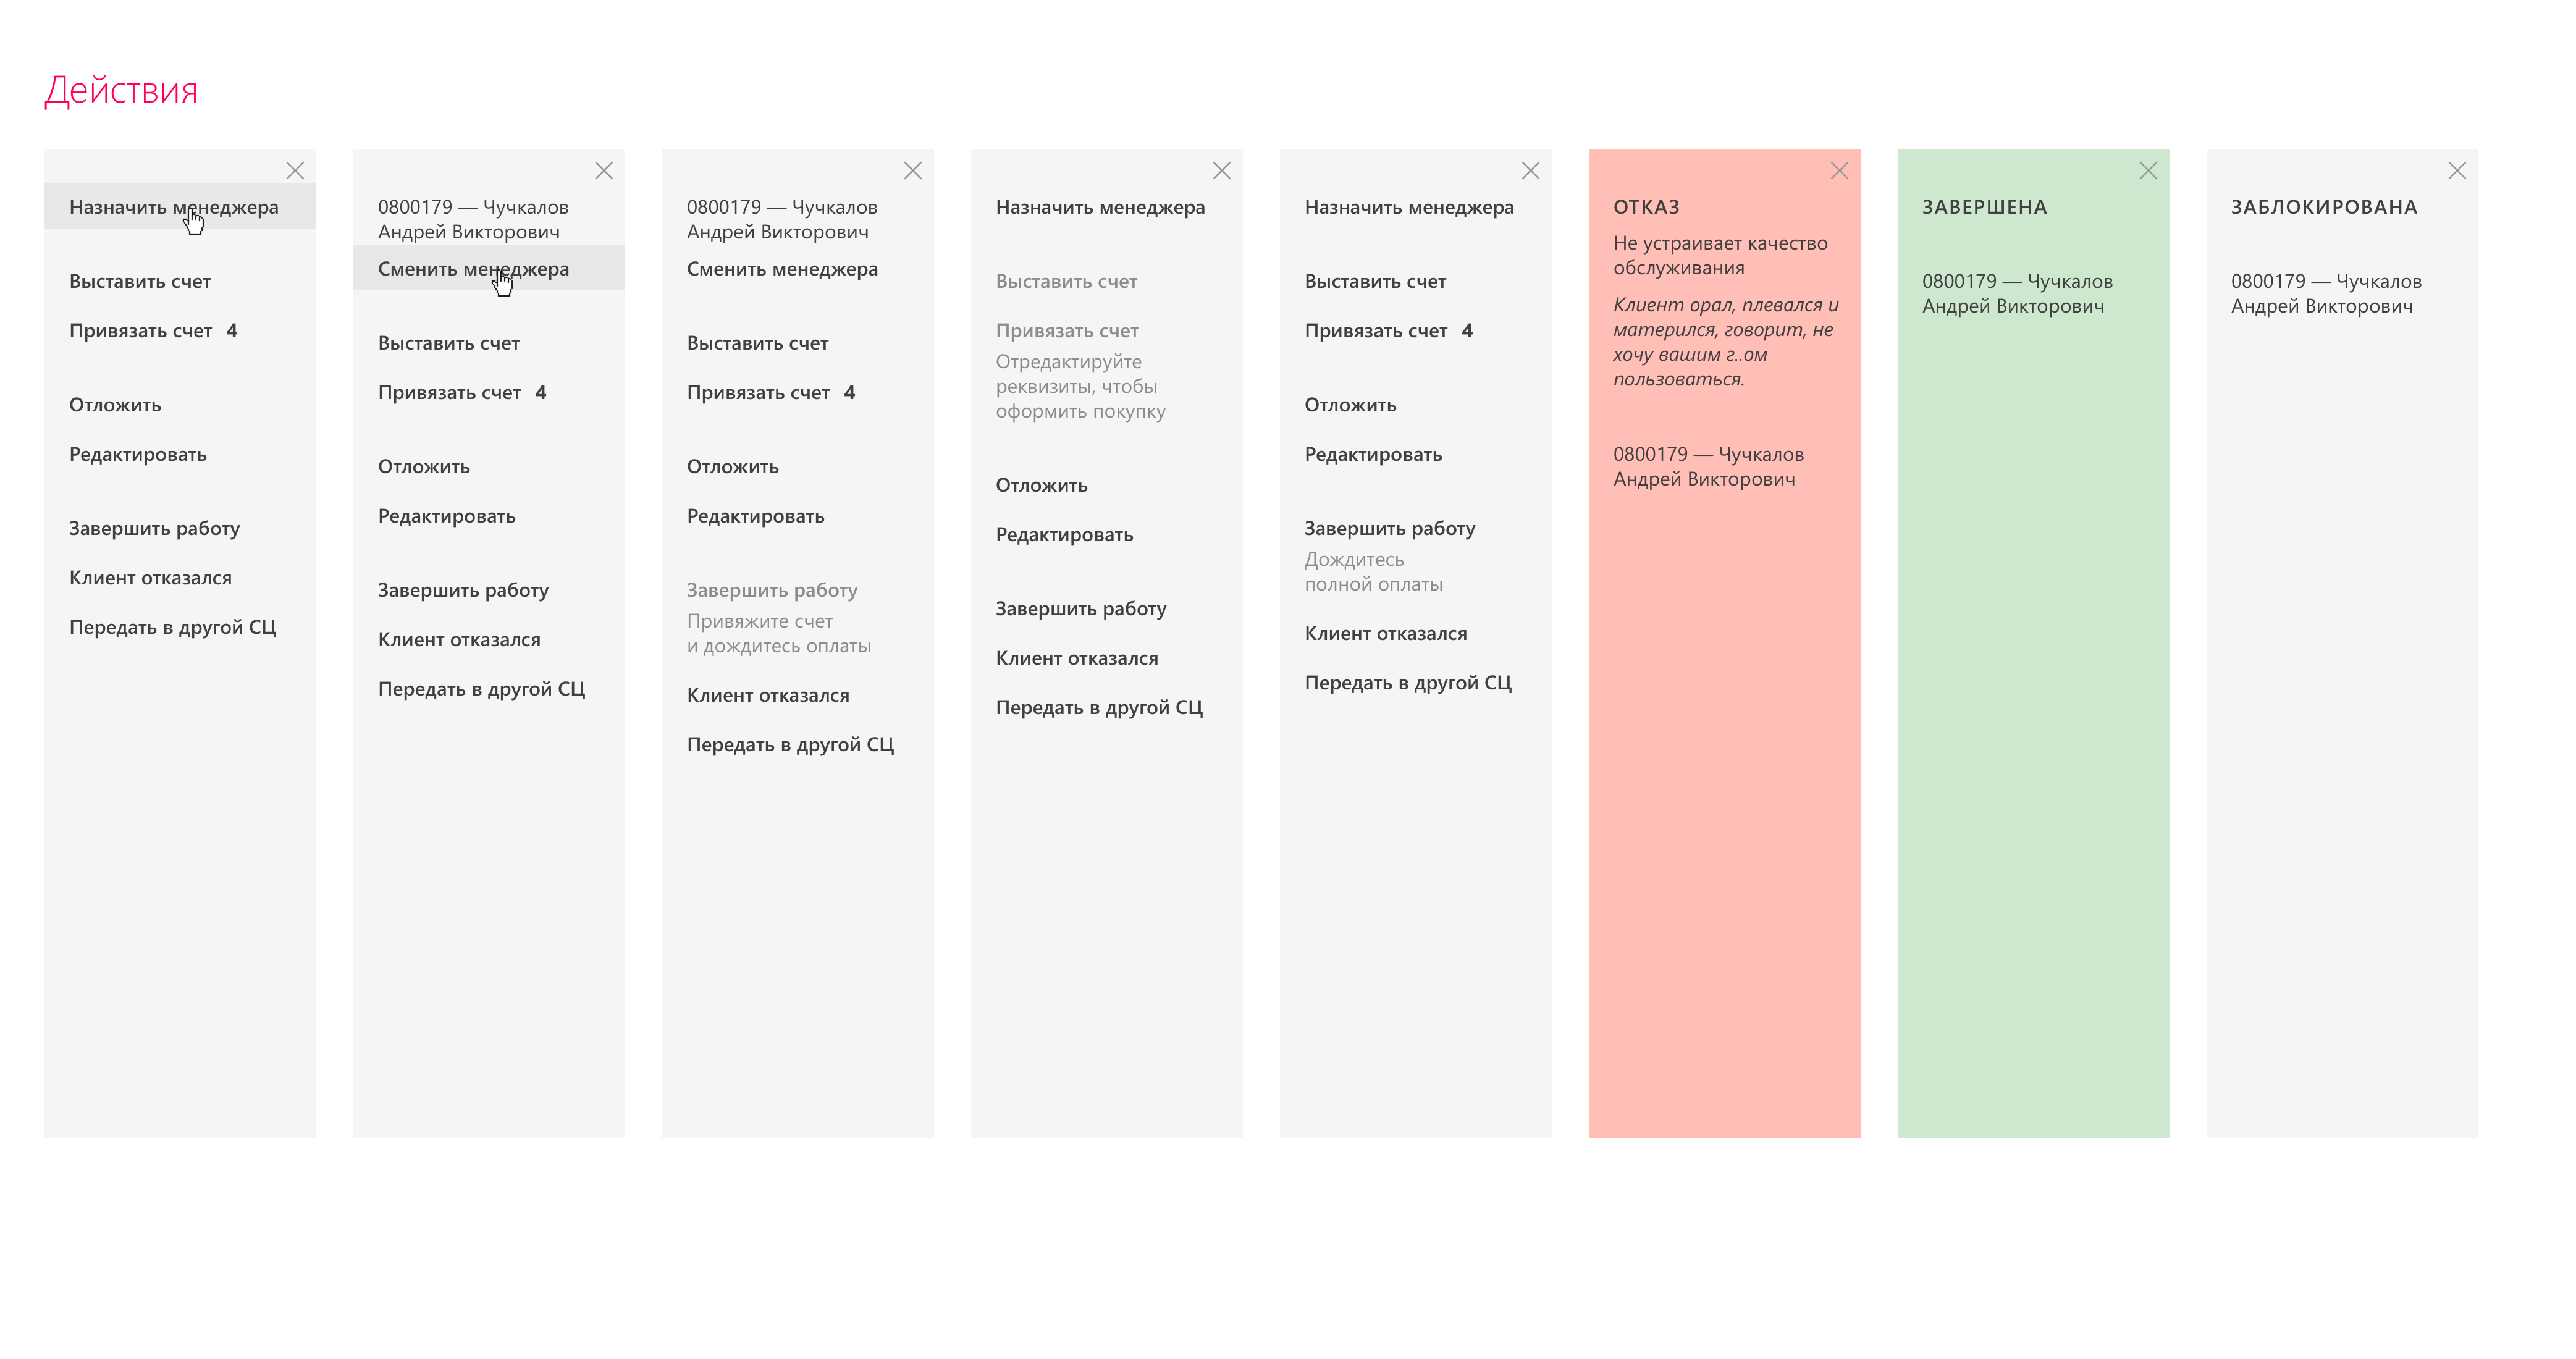 Действия
Назначить менеджера
Выставить счет
Привязать счет 4
Отложить
Редактировать
Завершить работу
Клиент отказался
Передать в другой СЦ
0800179 — Чучкалов
Андрей Викторович
Сменить менеджера
Выставить счет
Привязать счет 4
Отложить
Редактировать
Завершить работу
Клиент отказался
Передать в другой СЦ
0800179 — Чучкалов
Андрей Викторович
Сменить менеджера
Выставить счет
Привязать счет 4
Отложить
Редактировать
Завершить работу
Привяжите счет
и дождитесь оплаты
Клиент отказался
Передать в другой СЦ
Назначить менеджера
Выставить счет
Привязать счет
Отредактируйте
реквизиты, чтобы
оформить покупку
Отложить
Редактировать
Завершить работу
Клиент отказался
Передать в другой СЦ
Назначить менеджера
Выставить счет
Привязать счет 4
Отложить
Редактировать
Завершить работу
Дождитесь
полной оплаты
Клиент отказался
Передать в другой СЦ
ОТКАЗ
Не устраивает качество
обслуживания
Клиент орал, плевался и
матерился, говорит, не
хочу вашим г..ом
пользоваться.
0800179 — Чучкалов
Андрей Викторович
ЗАВЕРШЕНА
0800179 — Чучкалов
Андрей Викторович
ЗАБЛОКИРОВАНА
0800179 — Чучкалов
Андрей Викторович